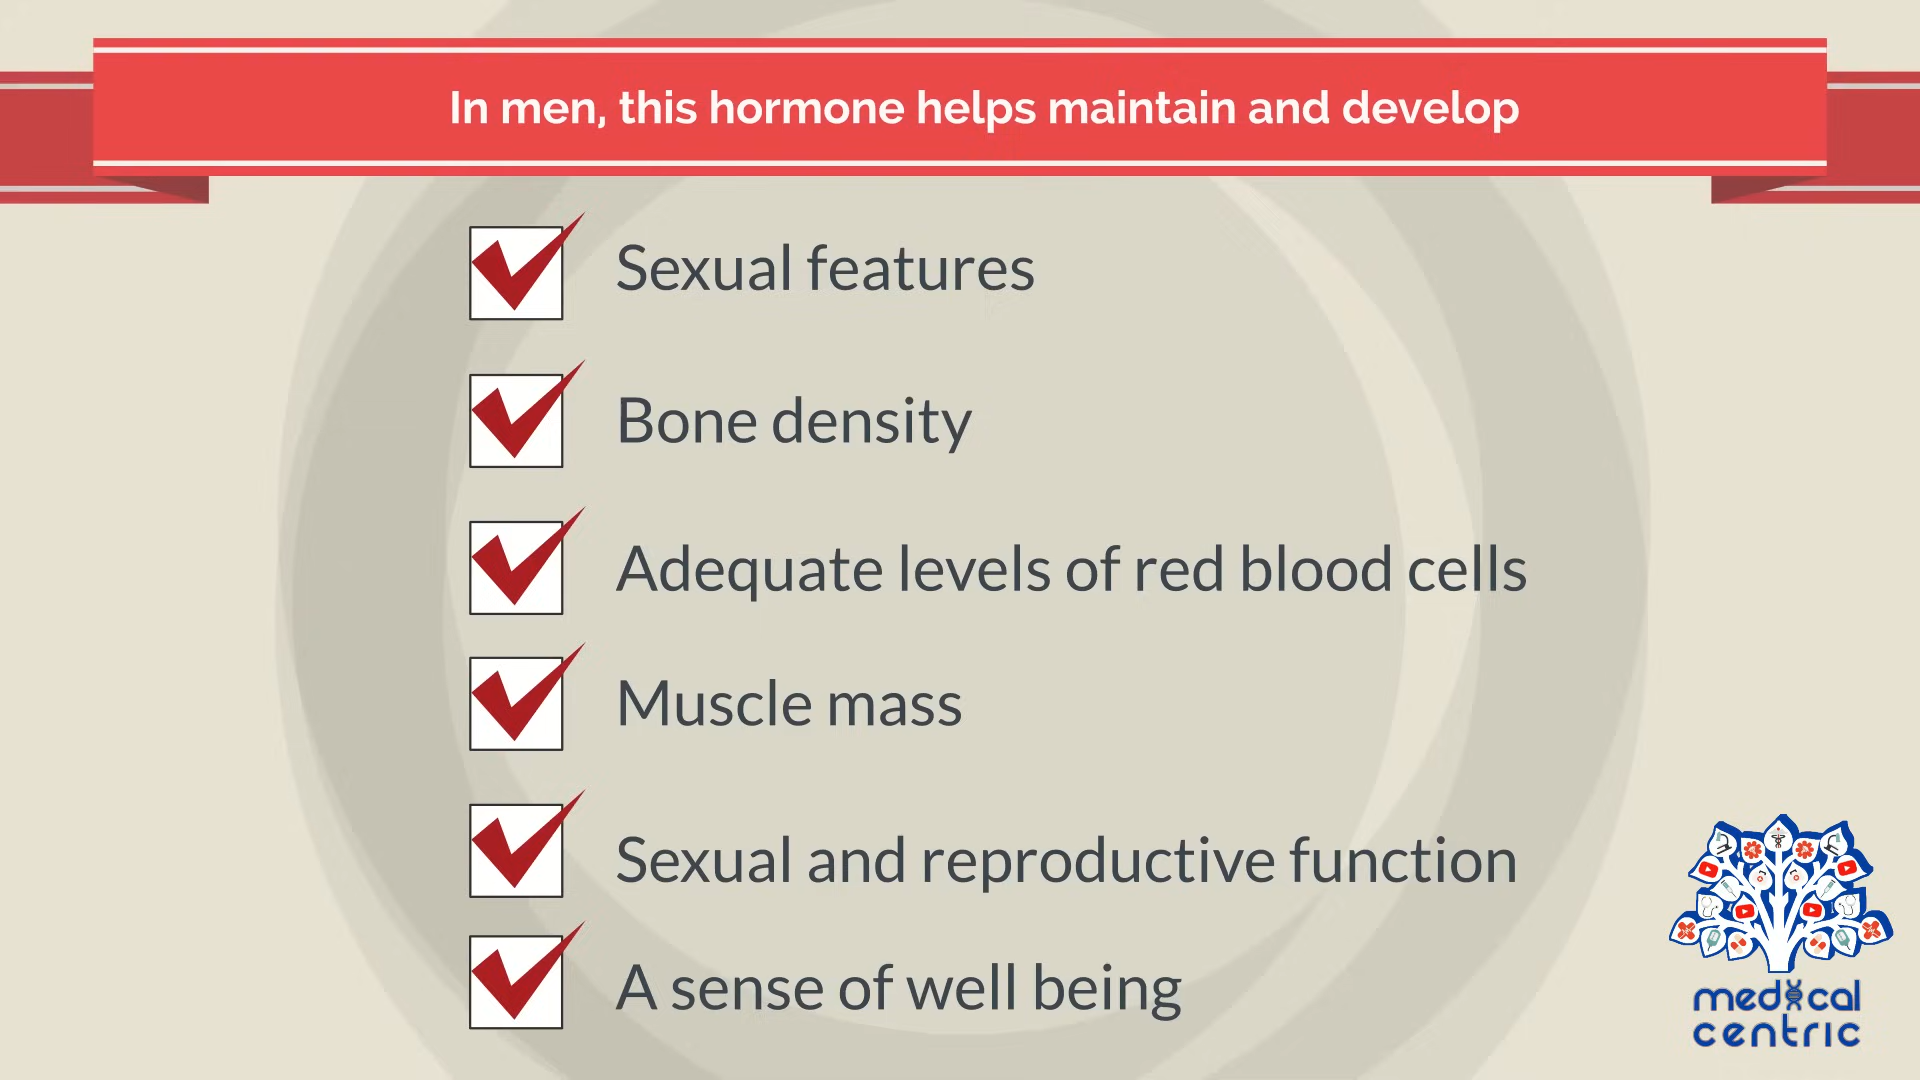 In men, this hormone helps maintain and develop
Sexual features
Bone density
Adequate levels of red blood cells
Muscle mass
Sexual and reproductive function
A sense of well being
medical
centric